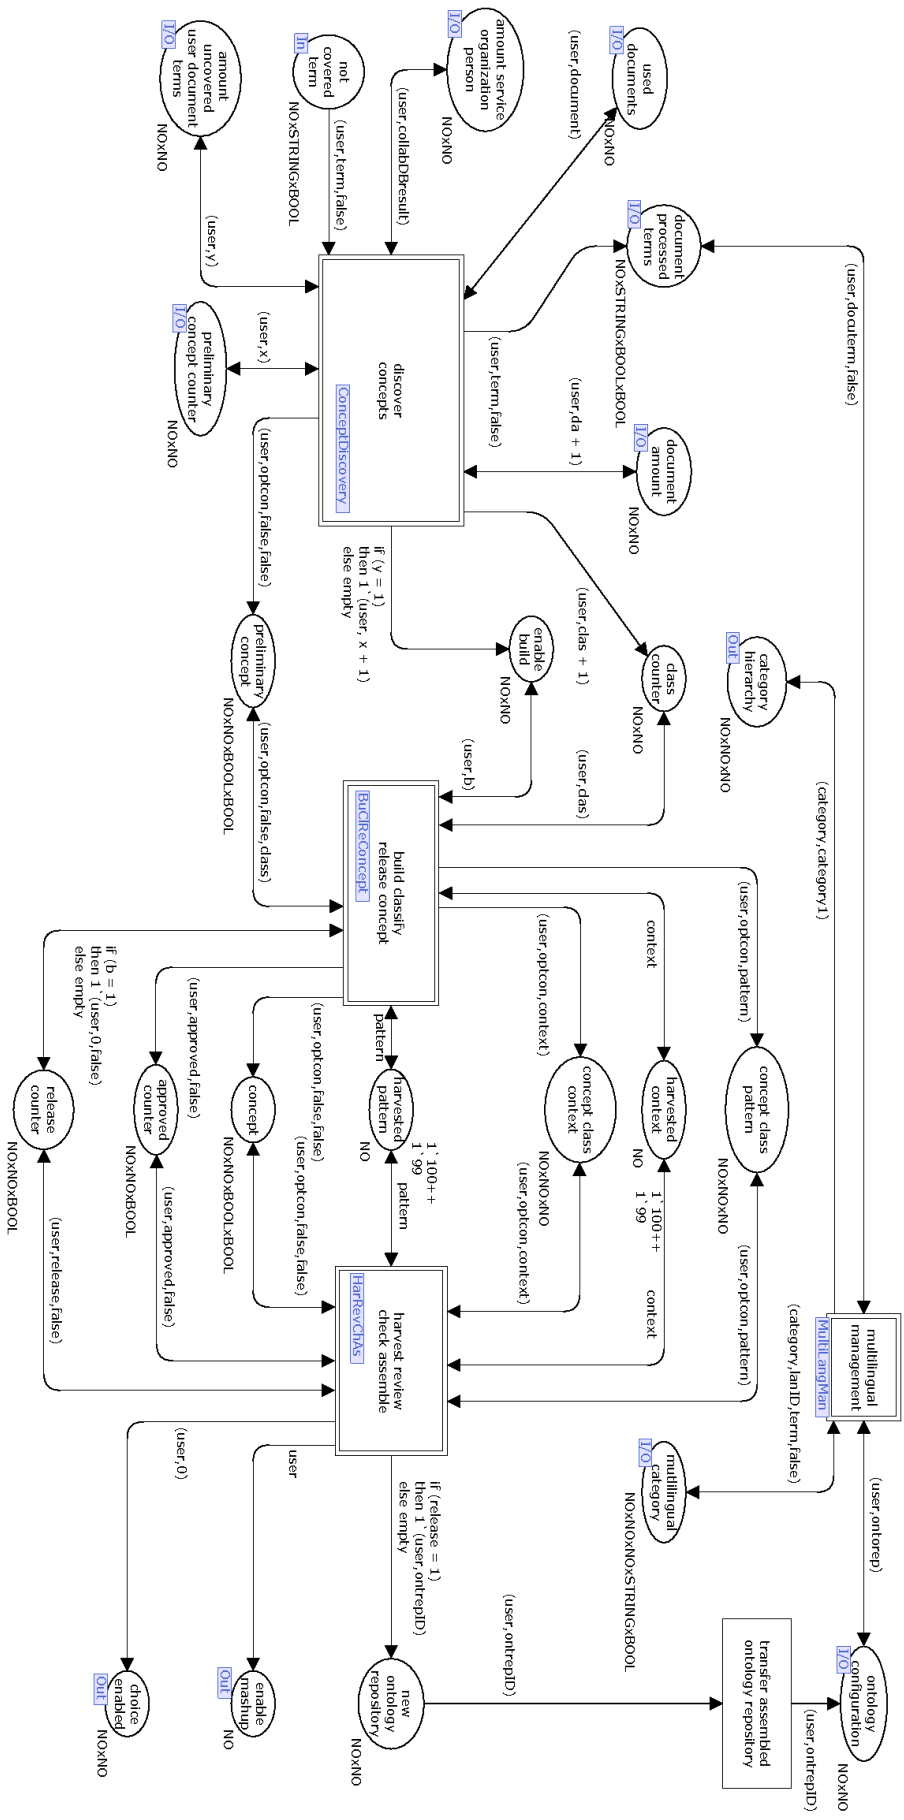 (user,docuterm,false)
multilingual
management
MultiLangMan
(user,ontorep)
ontology
configuration
I/O
NOxNO
(category,category1)
(category,lanID,term,false)
(user,ontrepID)
category
hierarchy
Out
NOxNOxNO
concept class
pattern
NOxNOxNO
(user,optcon,pattern)
(user,optcon,pattern)
transfer assembled
ontology repository
used
documents
I/O
NOxNO
document
processed
terms
I/O
NOxSTRINGxBOOLxBOOL
document
amount
I/O
NOxNO
class
counter
NOxNO
context
harvested
context
NO
1`100++
1`99
context
mutlilingual
category
I/O
NOxNOxNOxSTRINGxBOOL
(user,document)
(user,da + 1)
(user,clas + 1)
(user,clas)
(user,optcon,context)
concept class
context
NOxNOxNO
(user,optcon,context)
(user,ontrepID)
amount service
organization
person
I/O
NOxNO
(user,term,false)
enable
build
NOxNO
(user,b)
(user,collabDBresult)
discover
concepts
ConceptDiscovery
if (y = 1)
then 1`(user, x + 1)
else empty
build classify
release concept
BuClReConcept
pattern
harvested
pattern
NO
1`100++
1`99
pattern
harvest review
check assemble
HarRevChAs
if (release = 1)
then 1`(user,ontrepID)
else empty
new
ontology
repository
NOxNO
not
covered
term
In
NOxSTRINGxBOOL
(user,term,false)
(user,x)
(user,optcon,false,false)
preliminary
concept
NOxNOxBOOLxBOOL
(user,optcon,false,class)
(user,optcon,false,false)
concept
NOxNOxBOOLxBOOL
(user,optcon,false,false)
user
enable
mashup
Out
NO
amount
uncovered
user document
terms
I/O
NOxNO
(user,y)
preliminary
concept counter
I/O
NOxNO
(user,approved,false)
approved
counter
NOxNOxBOOL
(user,approved,false)
(user,0)
choice
enabled
Out
NOxNO
if (b = 1)
then 1`(user,0,false)
else empty
release
counter
NOxNOxBOOL
(user,release,false)